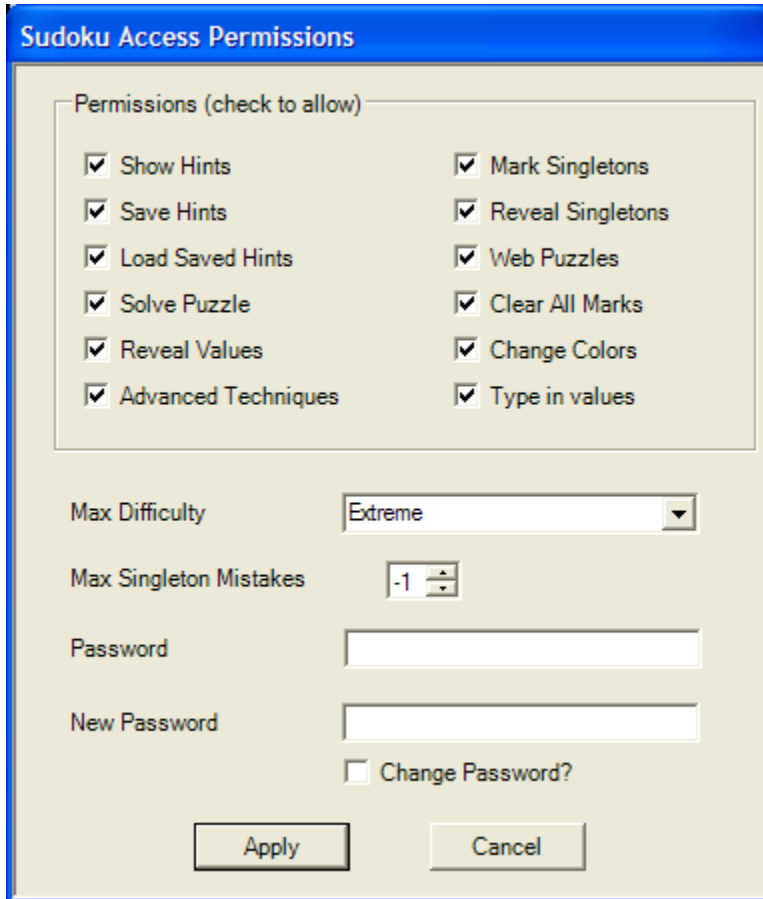 Sudoku Access Permissions
Permissions (check to allow)
Show Hints
Mark Singletons
Save Hints
Reveal Singletons
Load Saved Hints
Web Puzzles
Solve Puzzle
Clear All Marks
Reveal Values
Change Colors
Advanced Techniques
Type in values
Max Difficulty
Extreme
Max Singleton Mistakes
-1
Password
New Password
Change Password?
Apply
Cancel